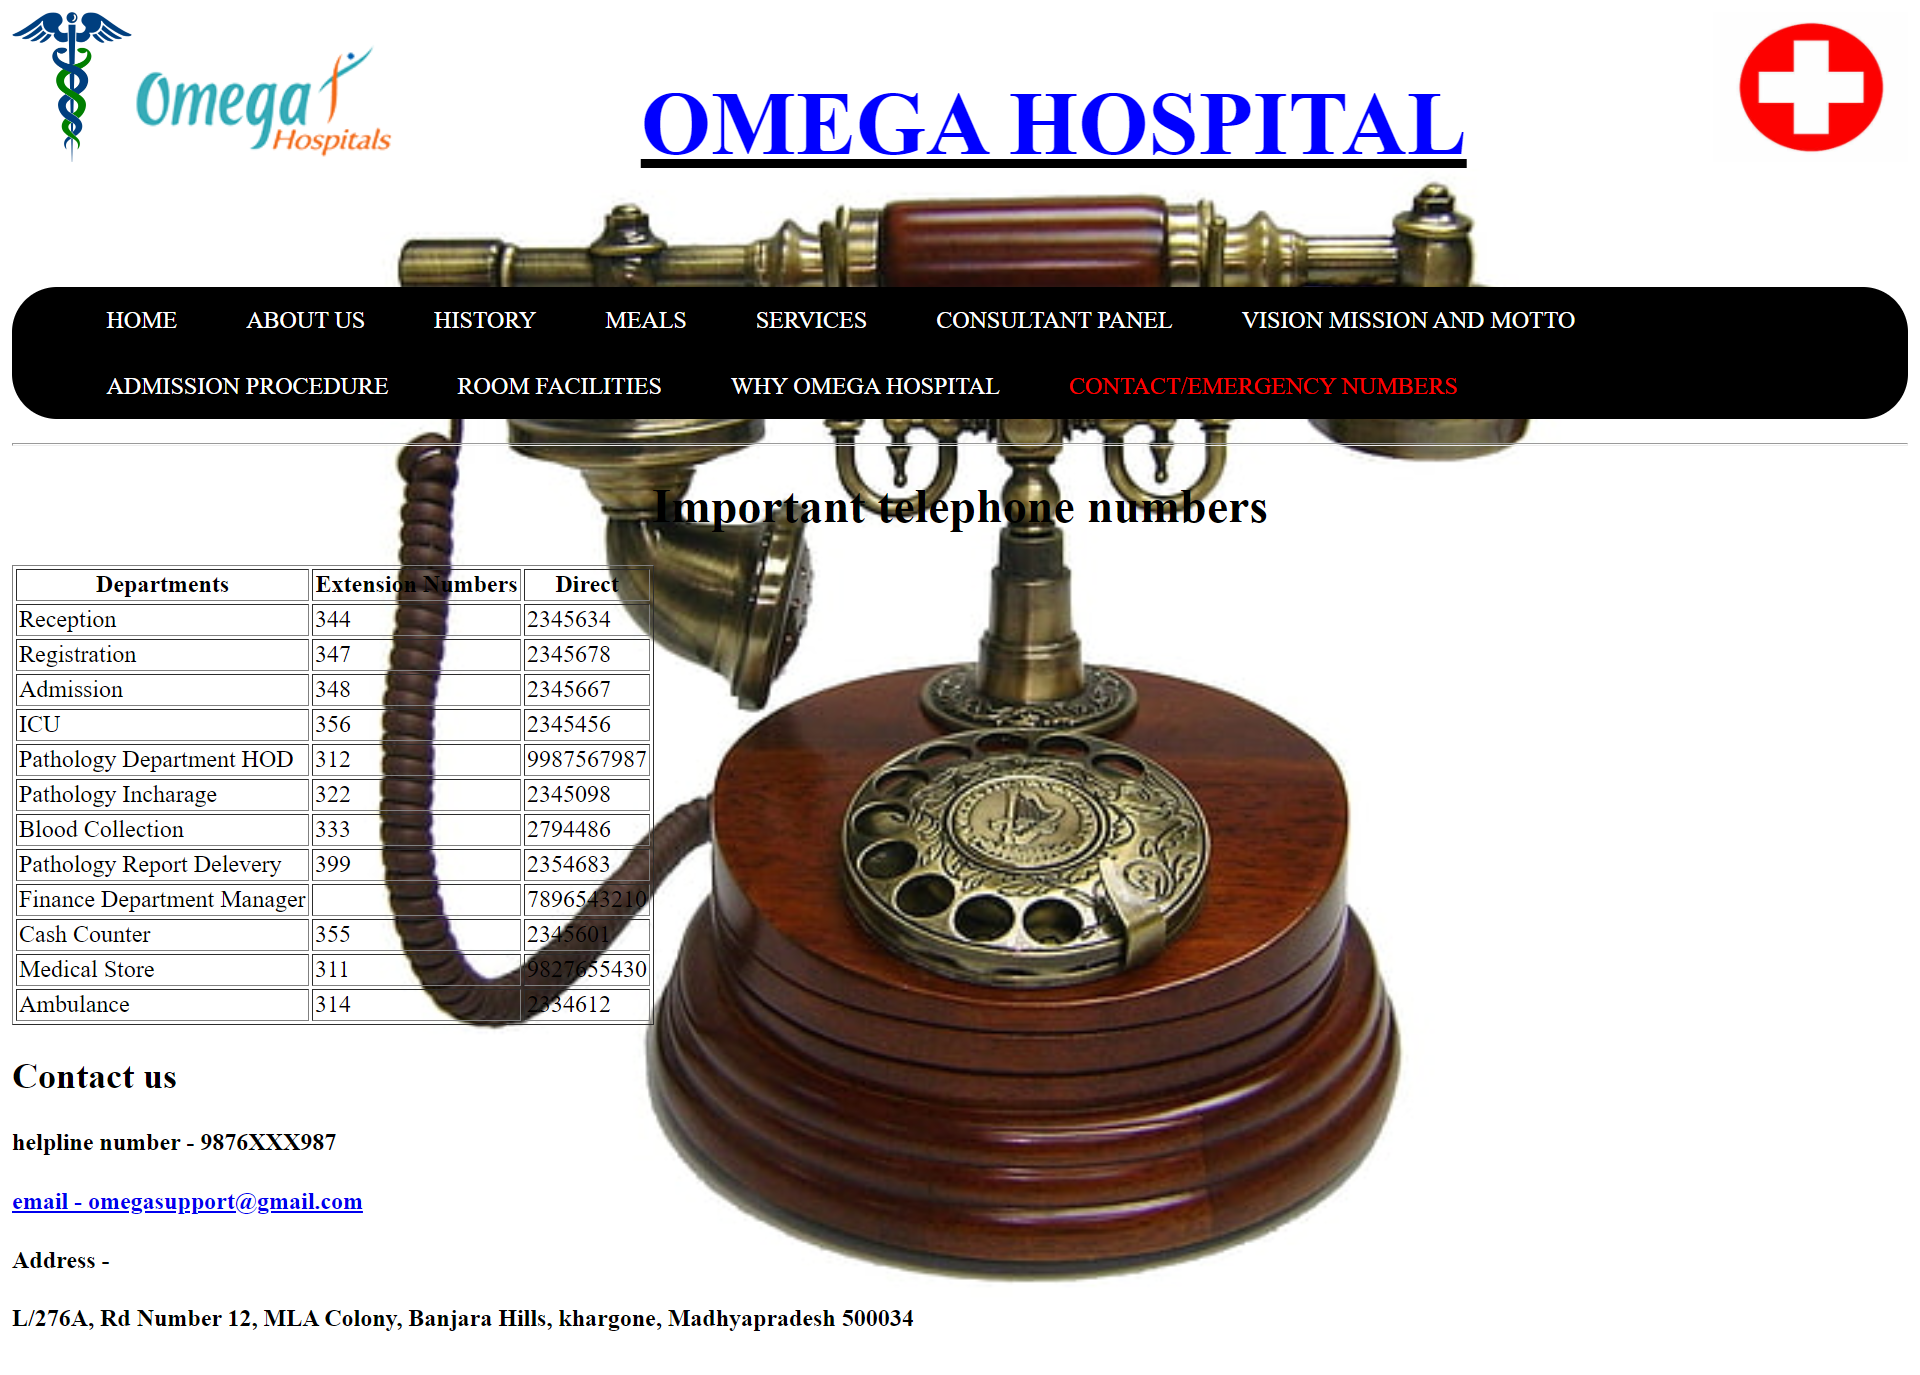 Omega
Hospitals
OMEGA HOSPITAL
HOME ABOUT US HISTORY MEALS SERVICES CONSULTANT PANEL VISION MISSION AND MOTTO
ADMISSION PROCEDURE ROOM FACILITIES WHY OMEGA HOSPITAL CONTACT/EMERGENCY NUMBERS
Important telephone numbers
Departments Extension Numbers Direct
Reception 344 2345634
Registration 347 2345678
Admission 348 2345667
ICU 356 2345456
Pathology Department HOD 312 9987567987
Pathology Incharage 322 2345098
Blood Collection 333 2794486
Pathology Report Delevery 399 2354683
Finance Department Manager 7896543210
Cash Counter 355 2345601
Medical Store 311 9827655430
Ambulance 314 2334612
Contact us
helpline number - 9876XXX987
email - omegasupport@gmail.com
Address -
L/276A, Rd Number 12, MLA Colony, Banjara Hills, khargone, Madhyapradesh 500034